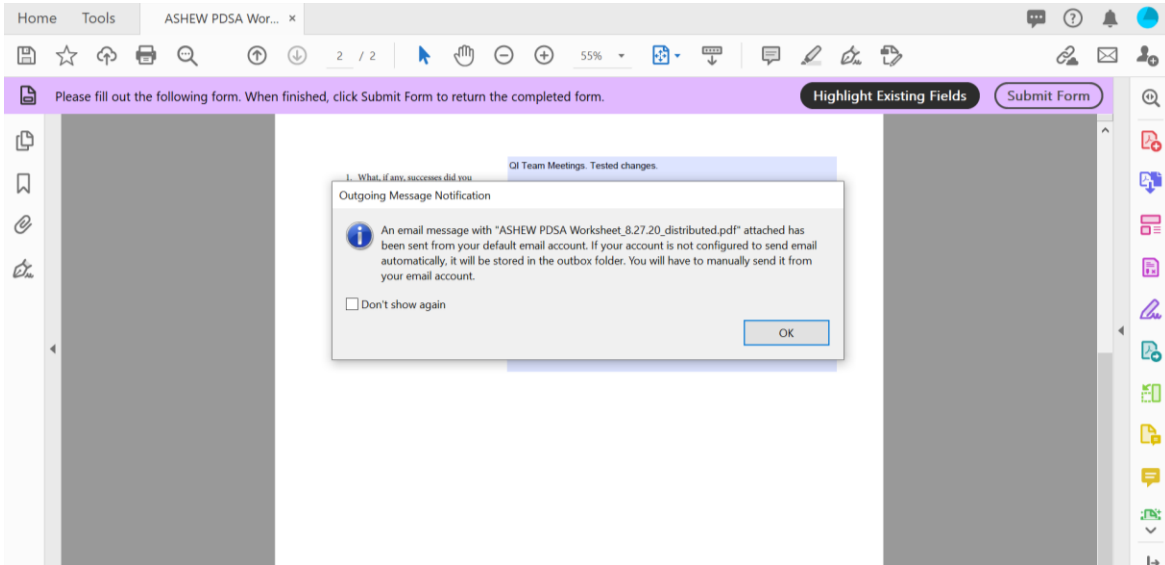 Home Tools ASHEW PDSA Wor... ×
2 / 2 55%
Please fill out the following form. When finished, click Submit Form to return the completed form. Highlight Existing Fields Submit Form
QI Team Meetings. Tested changes.
1. What, if any, successes did you
Outgoing Message Notification
An email message with "ASHEW PDSA Worksheet_8.27.20_distributed.pdf" attached has
been sent from your default email account. If your account is not configured to send email
automatically, it will be stored in the outbox folder. You will have to manually send it from
your email account.
Don't show again
OK